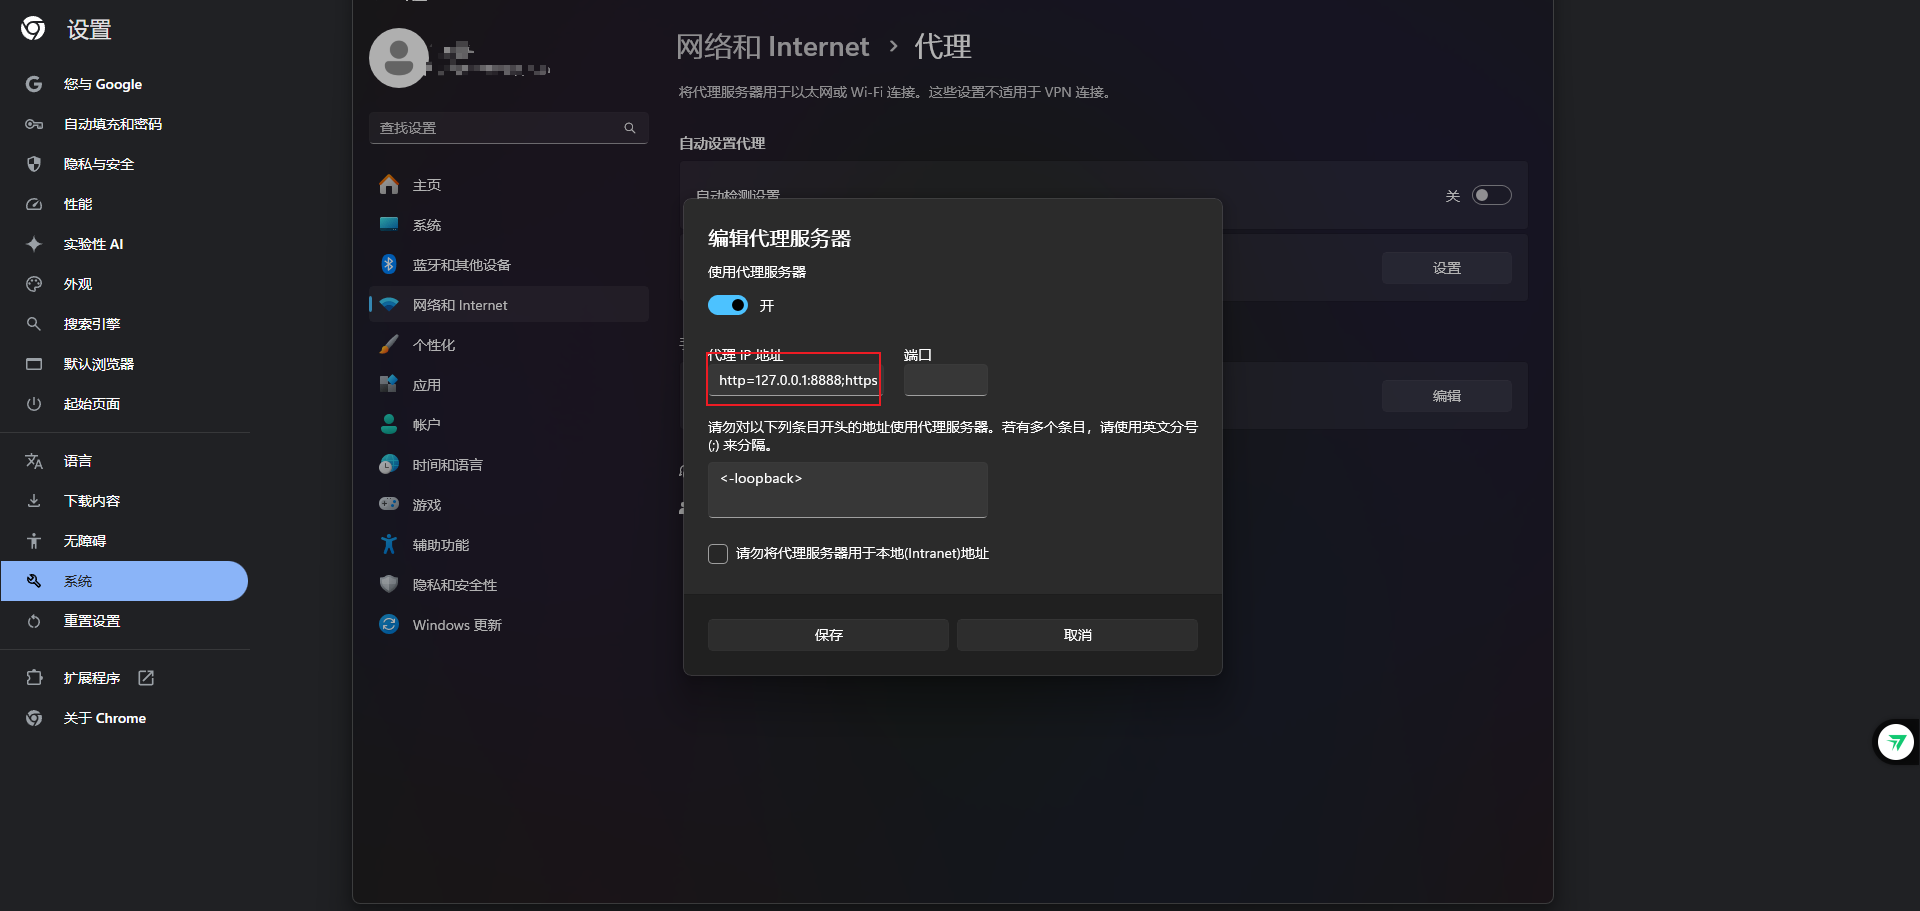 设置
您与 Google
自动填充和密码
隐私与安全
性能
实验性 AI
外观
搜索引擎
默认浏览器
起始页面
语言
下载内容
无障碍
系统
重置设置
扩展程序
关于 Chrome
查找设置
主页
系统
蓝牙和其他设备
网络和 Internet
个性化
应用
帐户
时间和语言
游戏
辅助功能
隐私和安全性
Windows 更新
网络和 Internet › 代理
将代理服务器用于以太网或 Wi-Fi 连接。这些设置不适用于 VPN 连接。
自动设置代理
自动检测设置
关
设置
编辑
编辑代理服务器
使用代理服务器
开
代理 IP 地址
端口
http=127.0.0.1:8888;https
请勿对以下列条目开头的地址使用代理服务器。若有多个条目，请使用英文分号
(;) 来分隔。
<-loopback>
请勿将代理服务器用于本地(Intranet)地址
保存
取消